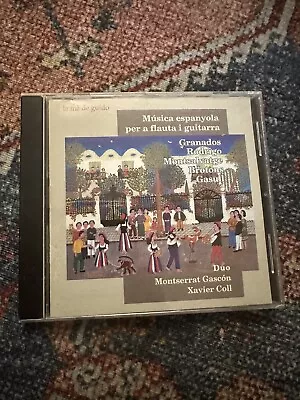 la mà de guido
Música espanyola
per a flauta i guitarra
Granados
Rodrigo
Montsalvatge
Brotons
Gasull
Duo
Montserrat Gascón
Xavier Coll